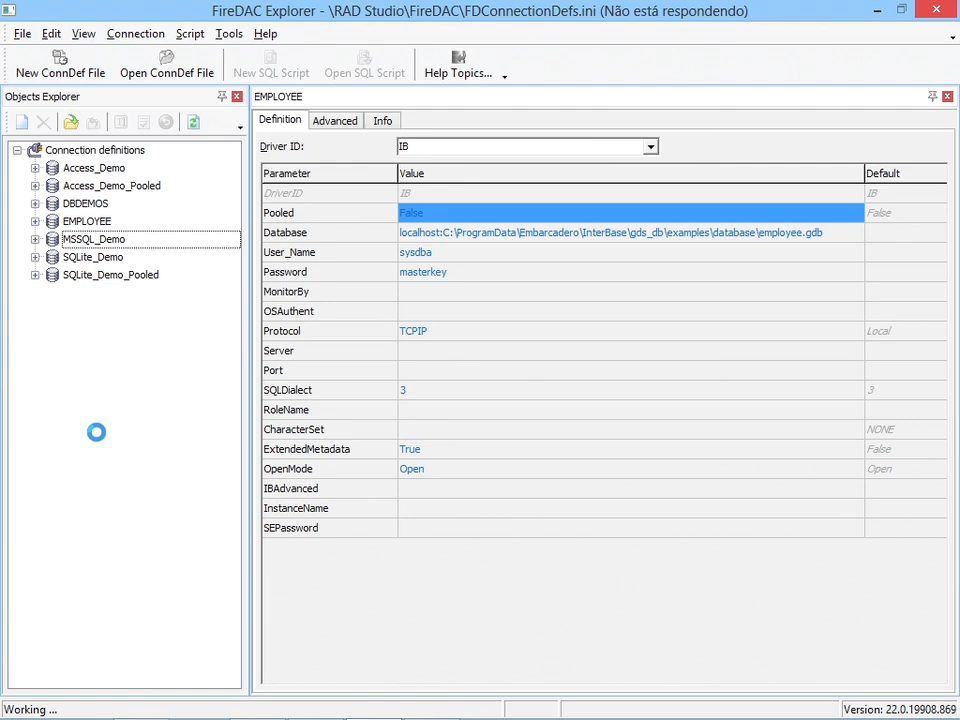 FireDAC Explorer - \RAD Studio\FireDAC\FDConnectionDefs.ini (Não está respondendo)
File Edit View Connection Script Tools Help
New ConnDef File Open ConnDef File New SQL Script Open SQL Script Help Topics...
Objects Explorer
Connection definitions
Access_Demo
Access_Demo_Pooled
DBDEMOS
EMPLOYEE
MSSQL_Demo
SQLite_Demo
SQLite_Demo_Pooled
EMPLOYEE
Definition Advanced Info
Driver ID: IB
Parameter Value Default
DriverID IB IB
Pooled False False
Database localhost:C:\ProgramData\Embarcadero\InterBase\gds_db\examples\database\employee.gdb
User_Name sysdba
Password masterkey
MonitorBy
OSAuthent
Protocol TCPIP Local
Server
Port
SQLDialect 3 3
RoleName
CharacterSet NONE
ExtendedMetadata True False
OpenMode Open Open
IBAdvanced
InstanceName
SEPassword
Working ... Version: 22.0.19908.869